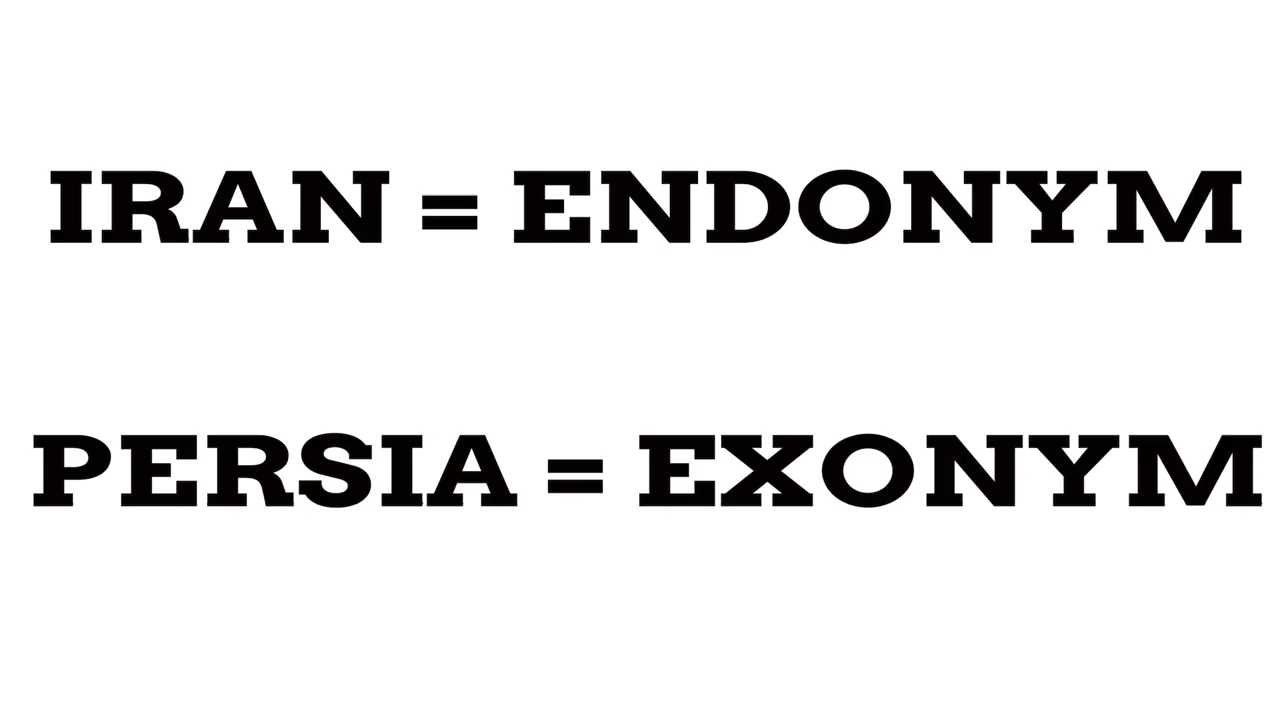 IRAN = ENDONYM
PERSIA = EXONYM